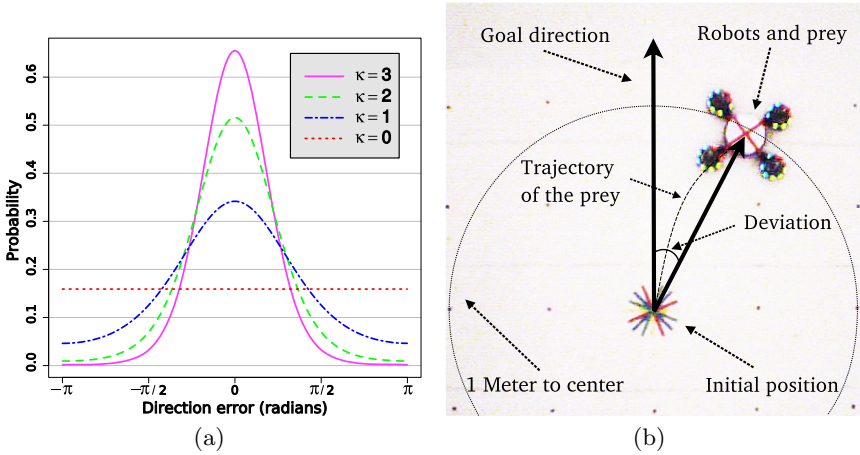 0.0
0.1
0.2
0.3
0.4
0.5
0.6
Probability
κ = 3
κ = 2
κ = 1
κ = 0
−π
−π/2
0
π/2
π
Direction error (radians)
(a)
Goal direction
Robots and prey
Trajectory
of the prey
Deviation
1 Meter to center
Initial position
(b)